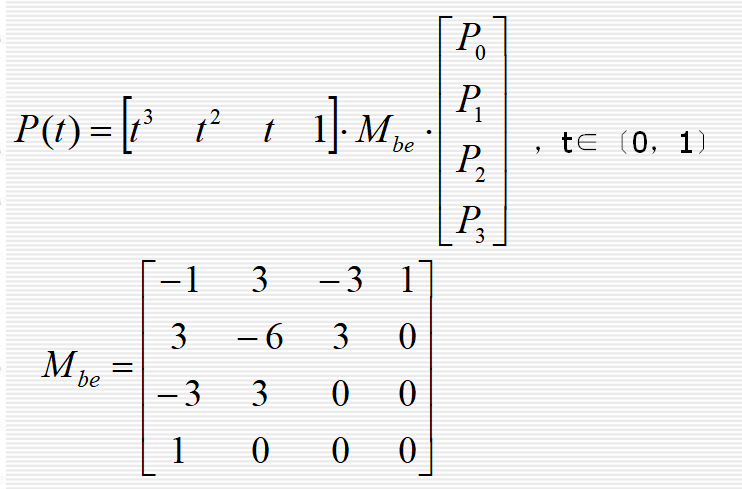 P(t) = [t³ t² t 1] · M_be · [P₀ P₁ P₂ P₃] ，t∈〔0，1〕
M_be = [−1 3 −3 1
3 −6 3 0
−3 3 0 0
1 0 0 0]